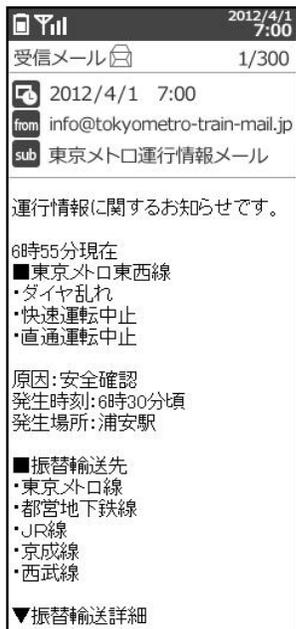 2012/4/1
7:00
受信メール 1/300
2012/4/1 7:00
from info@tokyometro-train-mail.jp
sub 東京メトロ運行情報メール
運行情報に関するお知らせです。
6時55分現在
■東京メトロ東西線
・ダイヤ乱れ
・快速運転中止
・直通運転中止
原因:安全確認
発生時刻:6時30分頃
発生場所:浦安駅
■振替輸送先
・東京メトロ線
・都営地下鉄線
・JR線
・京成線
・西武線
▼振替輸送詳細